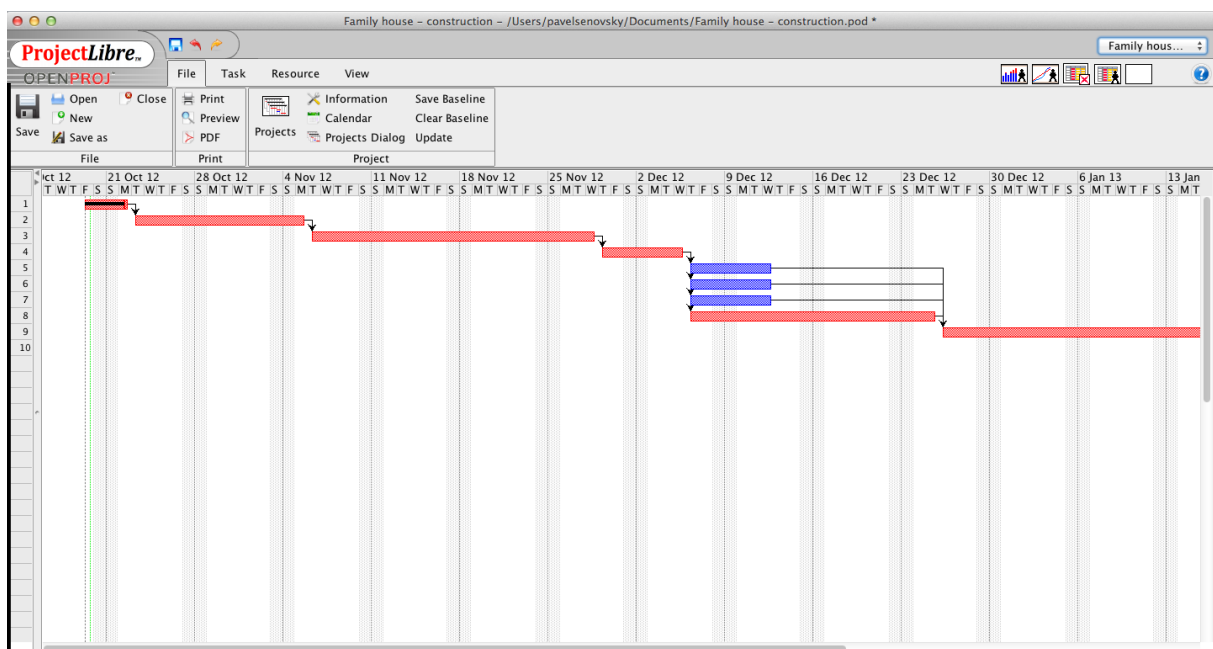 Family house – construction – /Users/pavelsenovsky/Documents/Family house – construction.pod *
ProjectLibre™
Family hous...
OPENPROJ
File Task Resource View
Open Close Print Information Save Baseline
New Preview Calendar Clear Baseline
Save Save as PDF Projects Projects Dialog Update
File Print Project
21 Oct 12 28 Oct 12 4 Nov 12 11 Nov 12 18 Nov 12 25 Nov 12 2 Dec 12 9 Dec 12 16 Dec 12 23 Dec 12 30 Dec 12 6 Jan 13 13 Jan
T W T F S S M T W T F S S M T W T F S S M T W T F S S M T W T F S S M T W T F S S M T W T F S S M T W T F S S M T W T F S S M T W T F S S M T W T F S S M T W T F S S M T W T F S S M T
1
2
3
4
5
6
7
8
9
10